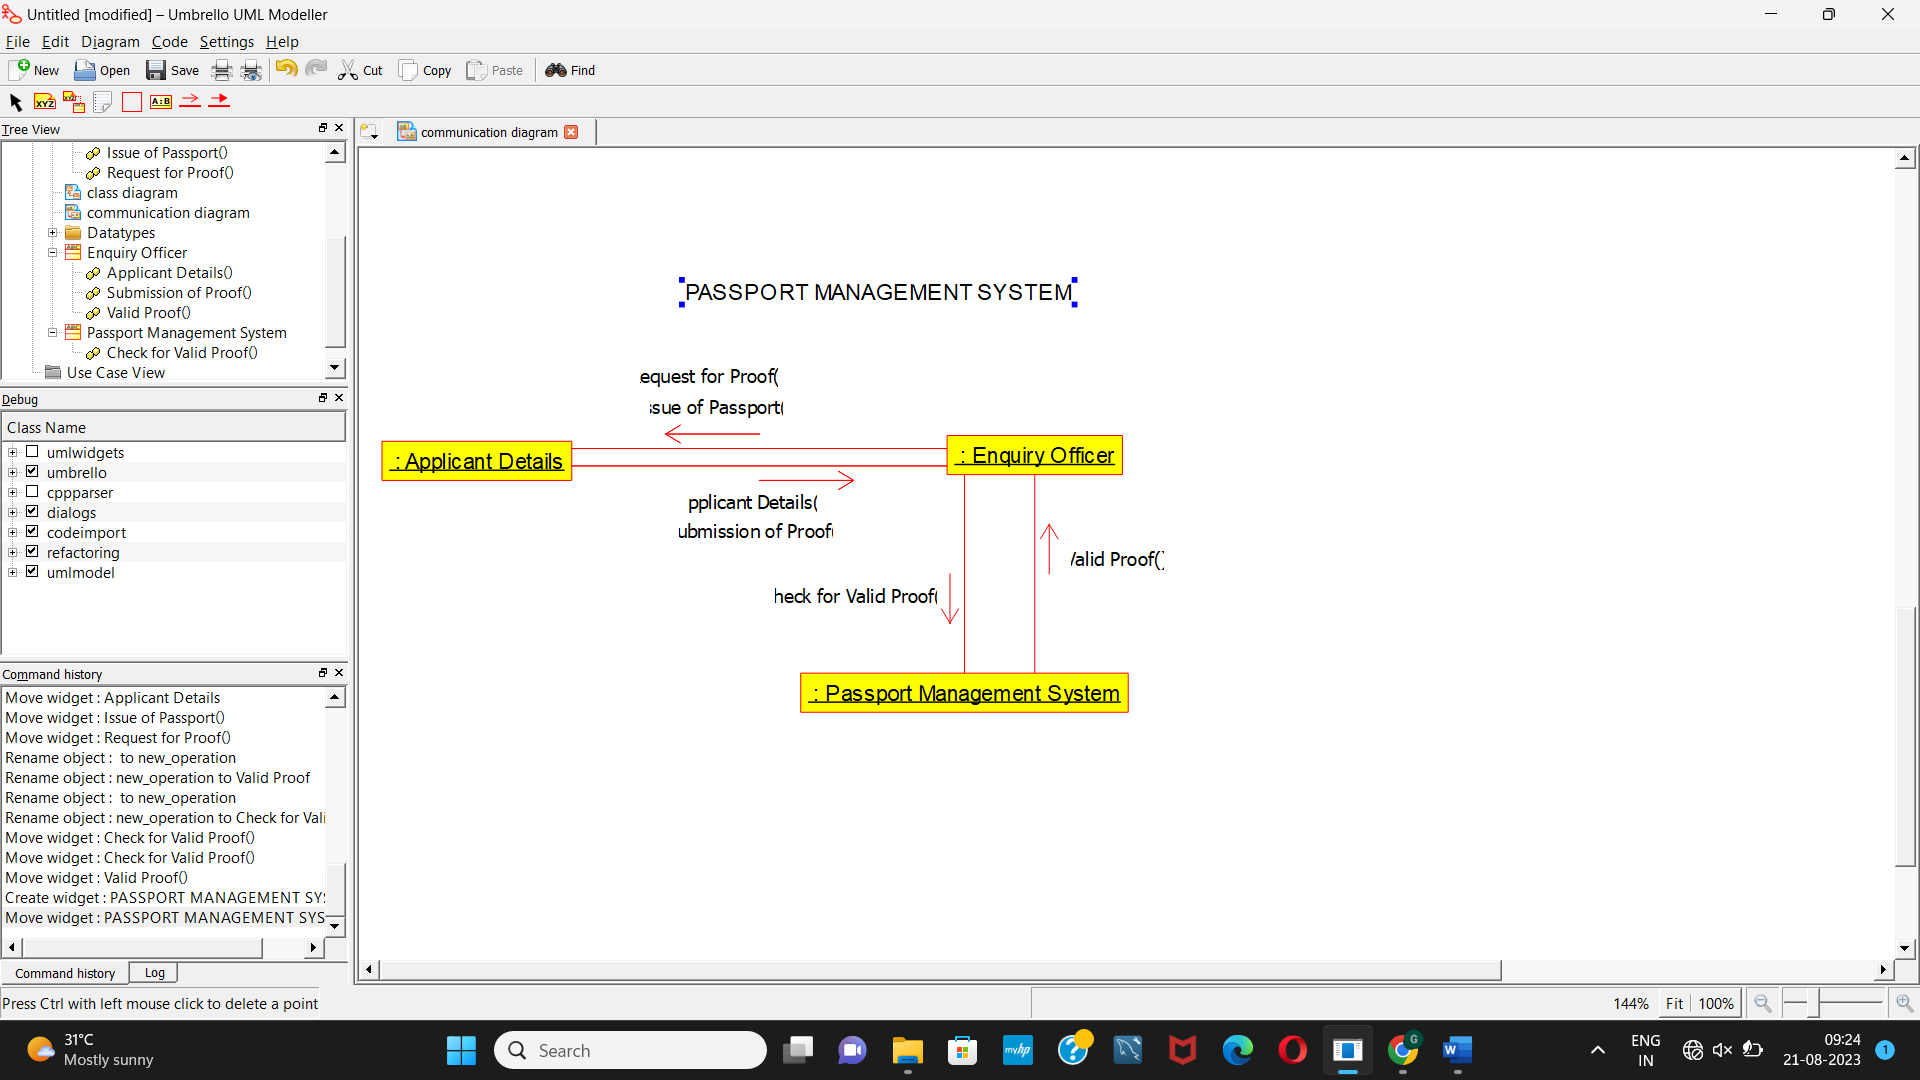 Untitled [modified] – Umbrello UML Modeller
File Edit Diagram Code Settings Help
New Open Save Cut Copy Paste Find
XYZ XYZ A:B
Tree View
Issue of Passport()
Request for Proof()
class diagram
communication diagram
Datatypes
Enquiry Officer
Applicant Details()
Submission of Proof()
Valid Proof()
Passport Management System
Check for Valid Proof()
Use Case View
Debug
Class Name
umlwidgets
umbrello
cppparser
dialogs
codeimport
refactoring
umlmodel
Command history
Move widget : Applicant Details
Move widget : Issue of Passport()
Move widget : Request for Proof()
Rename object : to new_operation
Rename object : new_operation to Valid Proof
Rename object : to new_operation
Rename object : new_operation to Check for Vali
Move widget : Check for Valid Proof()
Move widget : Check for Valid Proof()
Move widget : Valid Proof()
Create widget : PASSPORT MANAGEMENT SYS
Move widget : PASSPORT MANAGEMENT SYS
Command history Log
Press Ctrl with left mouse click to delete a point
communication diagram
PASSPORT MANAGEMENT SYSTEM
equest for Proof(
ssue of Passport(
: Applicant Details
: Enquiry Officer
pplicant Details(
ubmission of Proof(
Valid Proof()
heck for Valid Proof(
: Passport Management System
144% Fit 100%
31°C
Mostly sunny
Search
myhp
G
W
ENG
IN
09:24
21-08-2023
1